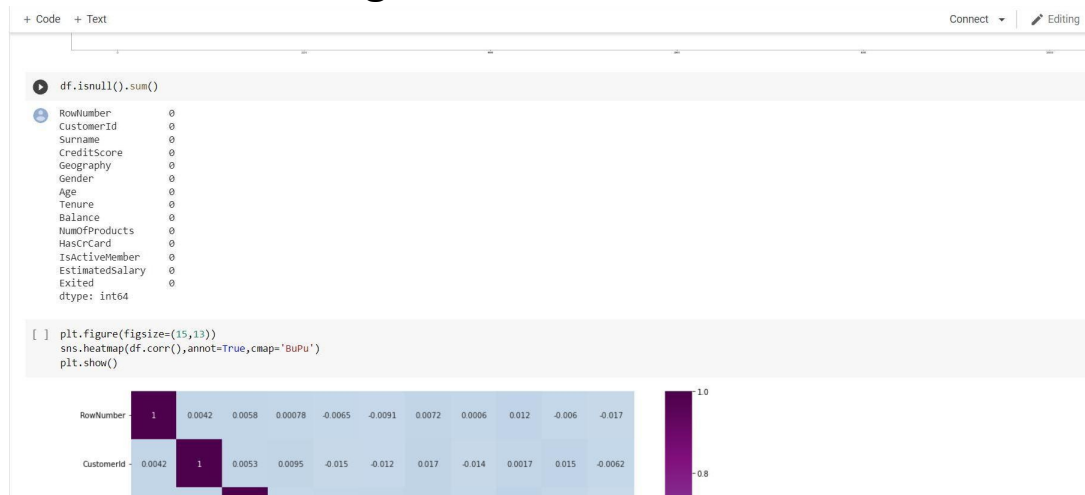 + Code + Text Connect Editing
df.isnull().sum()
RowNumber 0
CustomerId 0
Surname 0
CreditScore 0
Geography 0
Gender 0
Age 0
Tenure 0
Balance 0
NumOfProducts 0
HasCrCard 0
IsActiveMember 0
EstimatedSalary 0
Exited 0
dtype: int64
[ ] plt.figure(figsize=(15,13))
sns.heatmap(df.corr(),annot=True,cmap='BuPu')
plt.show()
1.0
RowNumber 1 0.0042 0.0058 0.00078 -0.0065 -0.0091 0.0072 0.0006 0.012 -0.006 -0.017
CustomerId 0.0042 1 0.0053 0.0095 -0.015 -0.012 0.017 -0.014 0.0017 0.015 -0.0062
0.8